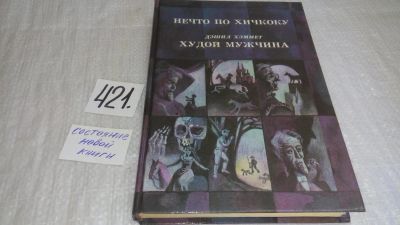 НЕЧТО ПО ХИЧКОКУ
ДЭШИЛ ХЭММЕТ
ХУДОЙ МУЖЧИНА
421.
СОСТОЯНИЕ
НОВОЙ
КНИГИ